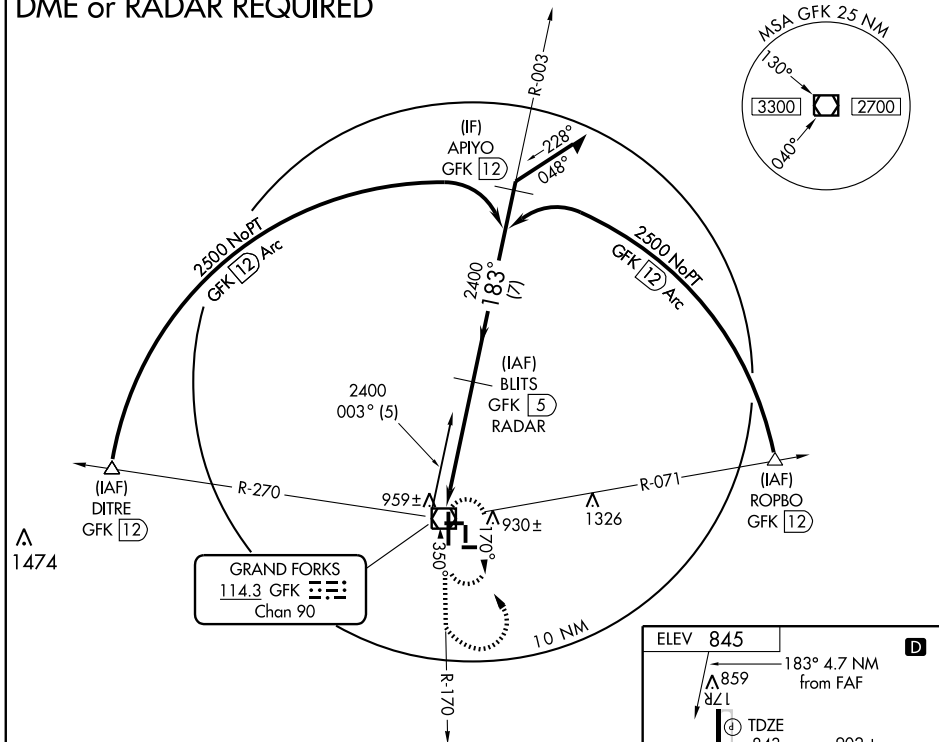 DME or RADAR REQUIRED
MSA GFK 25 NM
130°
3300
2700
040°
R-003
(IF)
APIYO
GFK 12
228°
048°
2500 NoPT
GFK 12 Arc
2500 NoPT
GFK 12 Arc
2400
183°
(7)
(IAF)
BLITS
GFK 5
RADAR
2400
003° (5)
R-270
(IAF)
DITRE
GFK 12
R-071
(IAF)
ROPBO
GFK 12
959±
930±
1326
1474
350°
170°
GRAND FORKS
114.3 GFK
Chan 90
10 NM
R-170
ELEV 845
D
183° 4.7 NM
from FAF
859
17R
P
TDZE